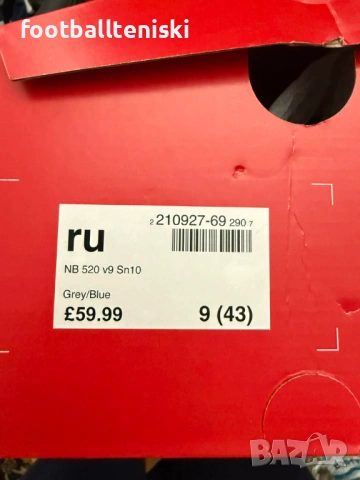 footballteniski
ru
2 210927-69 290 7
NB 520 v9 Sn10
Grey/Blue
£59.99
9 (43)
BAZAR